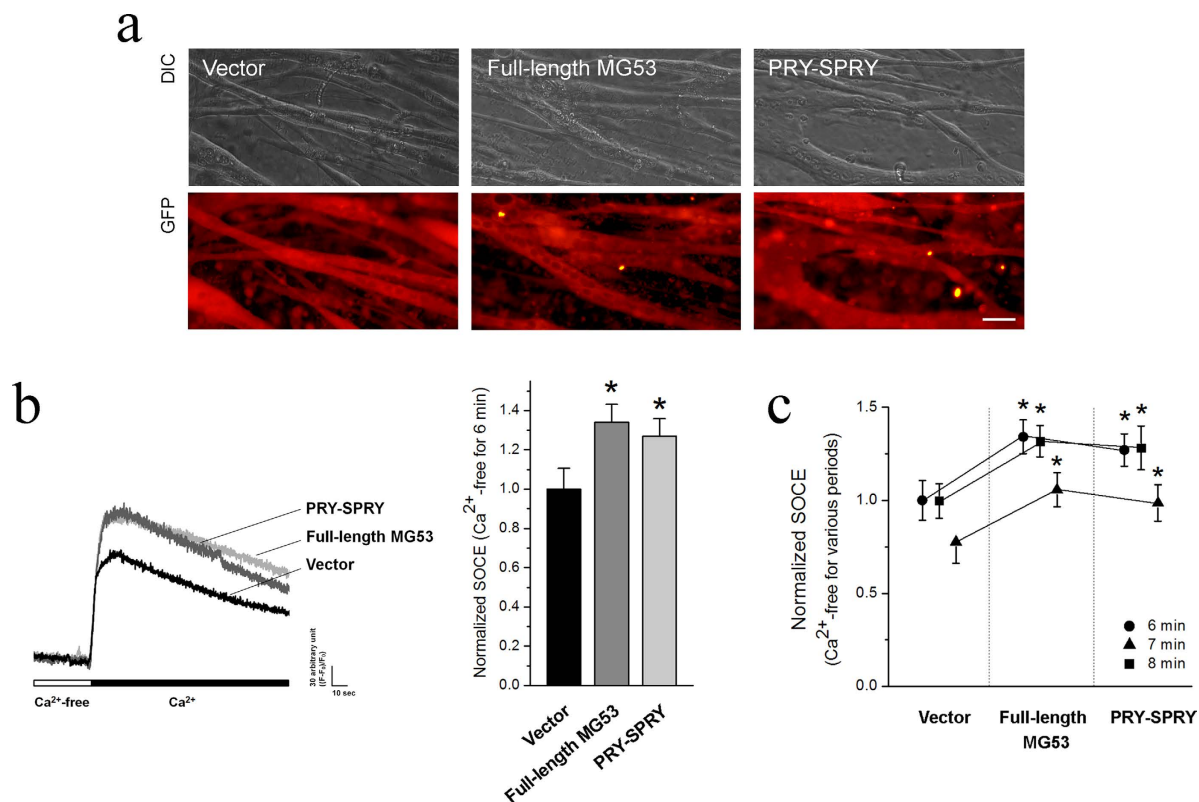 a
DIC
Vector
Full-length MG53
PRY-SPRY
GFP
b
PRY-SPRY
Full-length MG53
Vector
30 arbitrary unit
((F-F₀)/F₀)
10 sec
Ca²⁺-free
Ca²⁺
Normalized SOCE (Ca²⁺-free for 6 min)
1.4
1.2
1.0
0.8
0.6
0.4
0.2
0.0
*
*
Vector
Full-length MG53
PRY-SPRY
c
Normalized SOCE
(Ca²⁺-free for various periods)
1.5
1.0
0.5
0.0
* *
*
* *
*
6 min
7 min
8 min
Vector
Full-length
MG53
PRY-SPRY